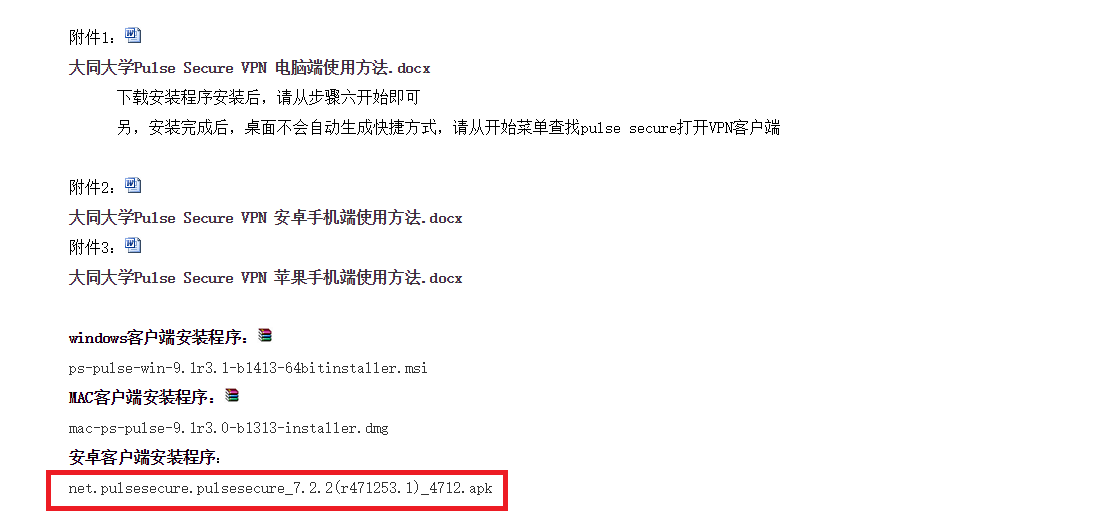 附件1：
大同大学Pulse Secure VPN 电脑端使用方法.docx
下载安装程序安装后，请从步骤六开始即可
另，安装完成后，桌面不会自动生成快捷方式，请从开始菜单查找pulse secure打开VPN客户端
附件2：
大同大学Pulse Secure VPN 安卓手机端使用方法.docx
附件3：
大同大学Pulse Secure VPN 苹果手机端使用方法.docx
windows客户端安装程序：
ps-pulse-win-9.1r3.1-b1413-64bitinstaller.msi
MAC客户端安装程序：
mac-ps-pulse-9.1r3.0-b1313-installer.dmg
安卓客户端安装程序：
net.pulsesecure.pulsesecure_7.2.2(r471253.1)_4712.apk